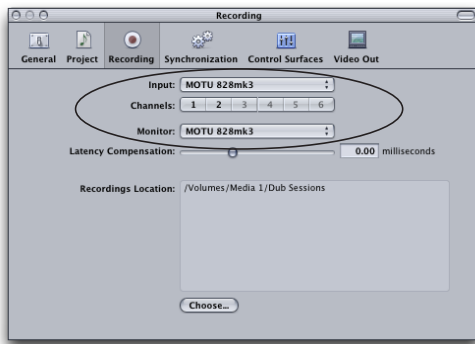 Recording
General Project Recording Synchronization Control Surfaces Video Out
Input: MOTU 828mk3
Channels: 1 2 3 4 5 6
Monitor: MOTU 828mk3
Latency Compensation: 0.00 milliseconds
Recordings Location: /Volumes/Media 1/Dub Sessions
Choose...